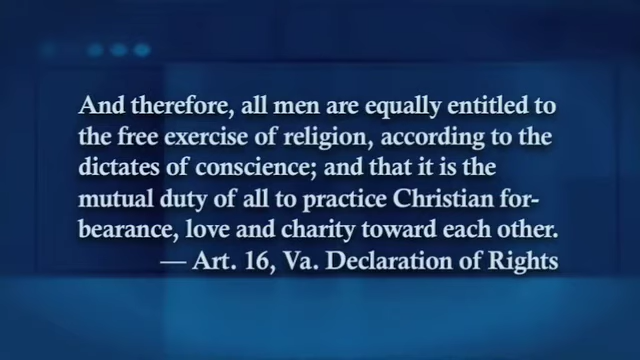 And therefore, all men are equally entitled to
the free exercise of religion, according to the
dictates of conscience; and that it is the
mutual duty of all to practice Christian for-
bearance, love and charity toward each other.
— Art. 16, Va. Declaration of Rights